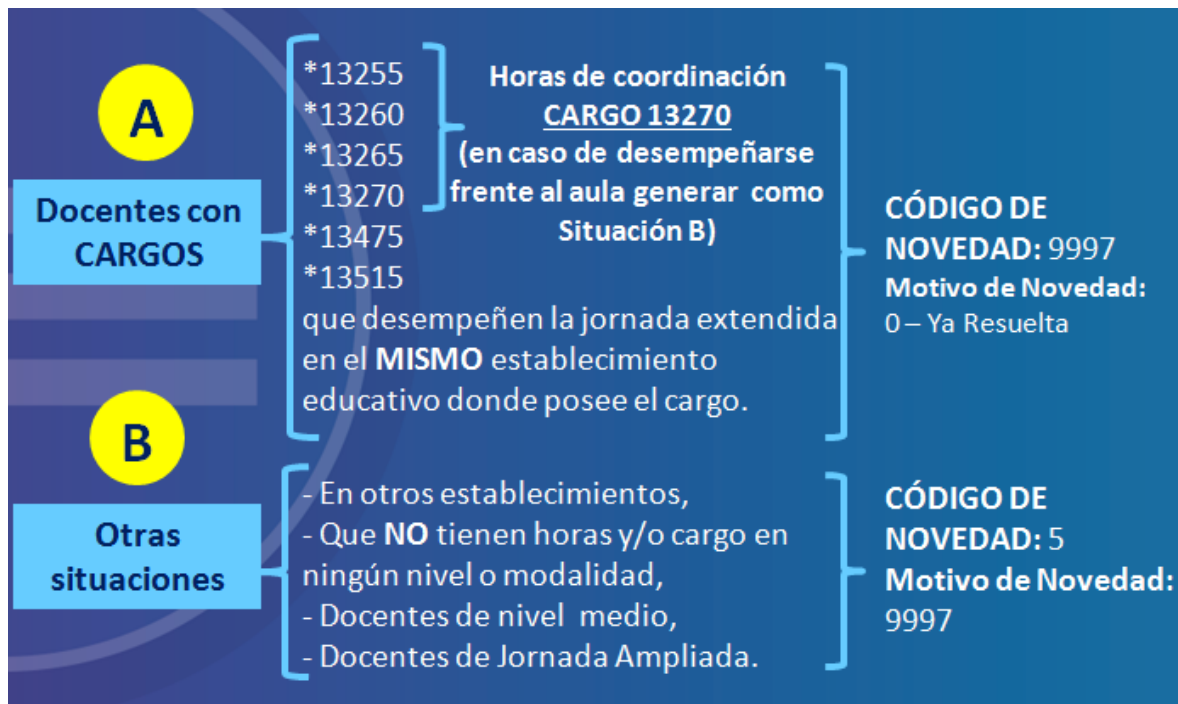 A
Docentes con
CARGOS
*13255
*13260
*13265
*13270
*13475
*13515
que desempeñen la jornada extendida
en el MISMO establecimiento
educativo donde posee el cargo.
Horas de coordinación
CARGO 13270
(en caso de desempeñarse
frente al aula generar como
Situación B)
CÓDIGO DE
NOVEDAD: 9997
Motivo de Novedad:
0 – Ya Resuelta
B
Otras
situaciones
- En otros establecimientos,
- Que NO tienen horas y/o cargo en
ningún nivel o modalidad,
- Docentes de nivel medio,
- Docentes de Jornada Ampliada.
CÓDIGO DE
NOVEDAD: 5
Motivo de Novedad:
9997